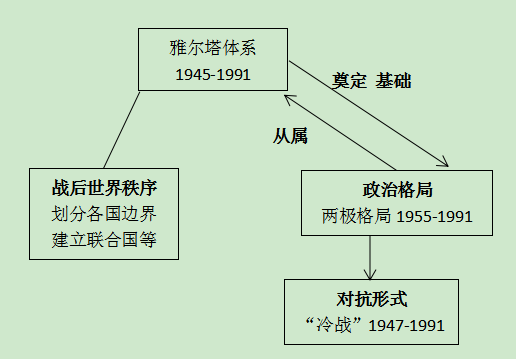 雅尔塔体系
1945-1991
奠定 基础
从属
战后世界秩序
划分各国边界
建立联合国等
政治格局
两极格局 1955-1991
对抗形式
“冷战”1947-1991